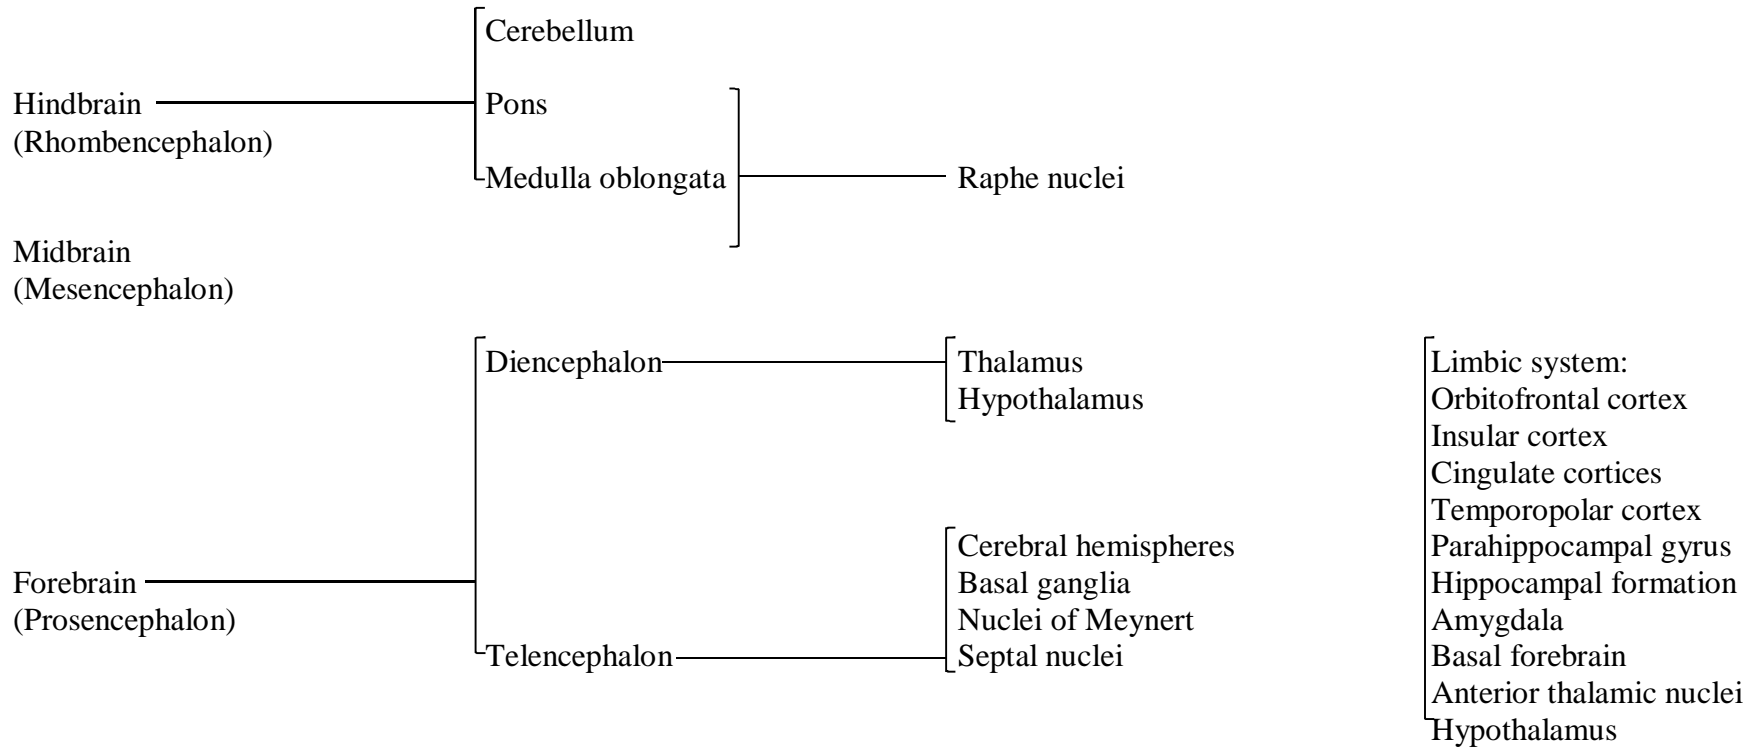 Cerebellum
Hindbrain
(Rhombencephalon)
Pons
Medulla oblongata
Raphe nuclei
Midbrain
(Mesencephalon)
Forebrain
(Prosencephalon)
Diencephalon
Thalamus
Hypothalamus
Telencephalon
Cerebral hemispheres
Basal ganglia
Nuclei of Meynert
Septal nuclei
Limbic system:
Orbitofrontal cortex
Insular cortex
Cingulate cortices
Temporopolar cortex
Parahippocampal gyrus
Hippocampal formation
Amygdala
Basal forebrain
Anterior thalamic nuclei
Hypothalamus